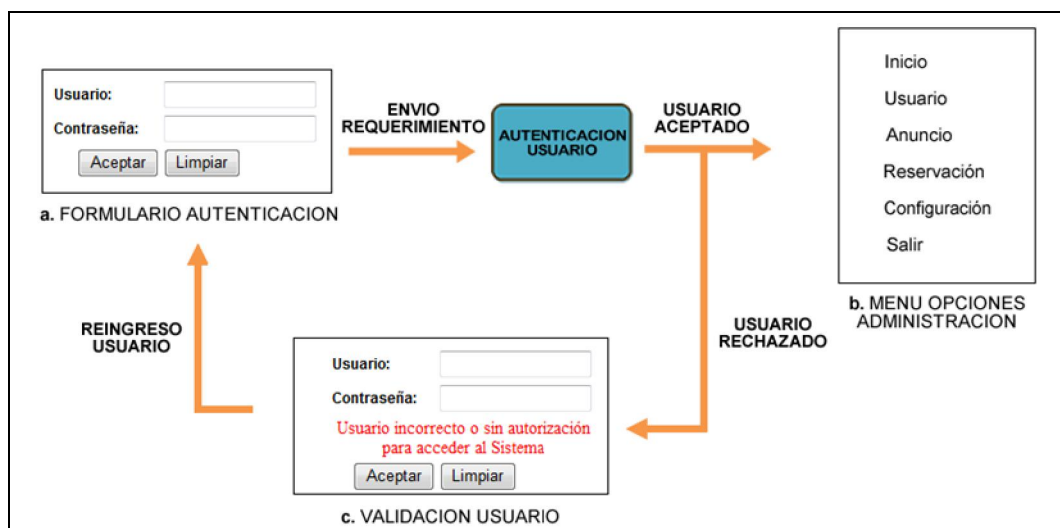 Usuario:
Contraseña:
Aceptar
Limpiar
a. FORMULARIO AUTENTICACION
ENVIO
REQUERIMIENTO
AUTENTICACION
USUARIO
USUARIO
ACEPTADO
Inicio
Usuario
Anuncio
Reservación
Configuración
Salir
b. MENU OPCIONES
ADMINISTRACION
USUARIO
RECHAZADO
REINGRESO
USUARIO
Usuario:
Contraseña:
Usuario incorrecto o sin autorización
para acceder al Sistema
Aceptar
Limpiar
c. VALIDACION USUARIO